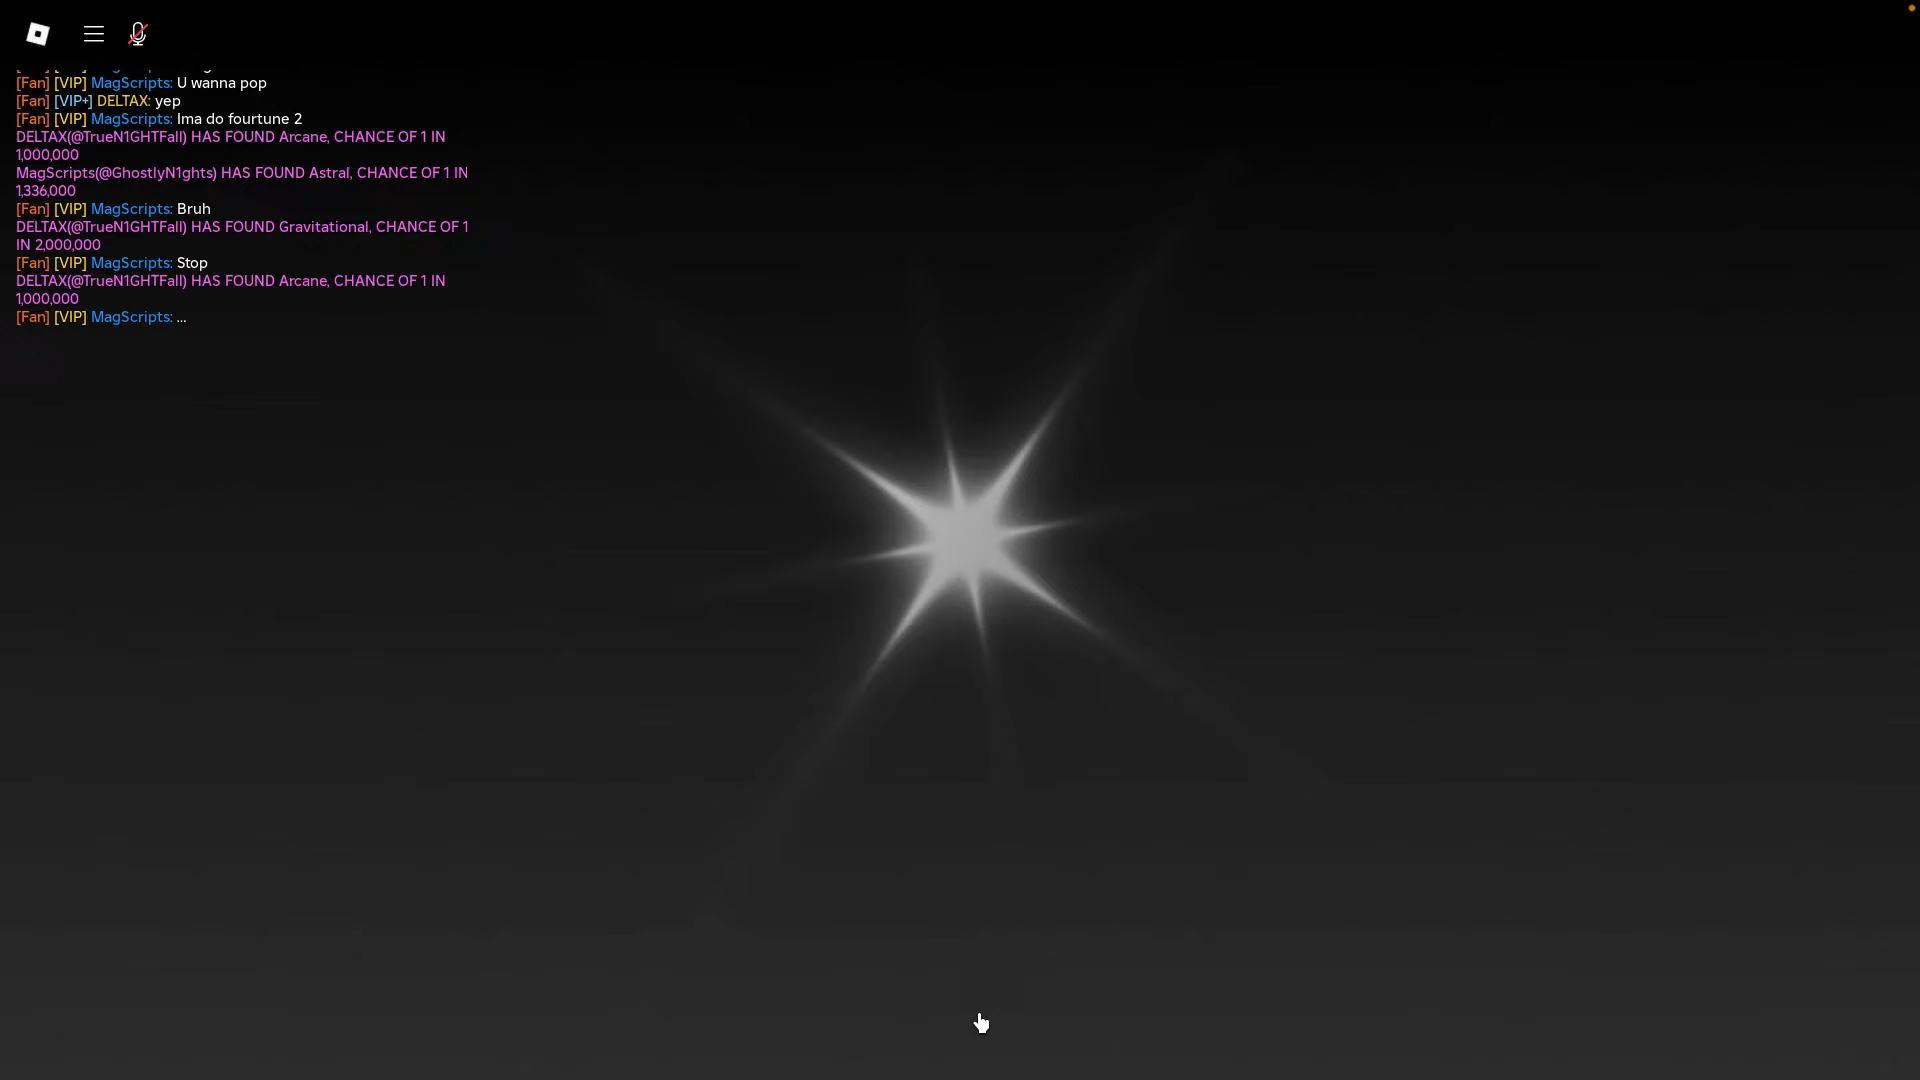 [Fan] [VIP] MagScripts: U wanna pop
[Fan] [VIP+] DELTAX: yep
[Fan] [VIP] MagScripts: Ima do fourtune 2
DELTAX(@TrueN1GHTFall) HAS FOUND Arcane, CHANCE OF 1 IN
1,000,000
MagScripts(@GhostlyN1ghts) HAS FOUND Astral, CHANCE OF 1 IN
1,336,000
[Fan] [VIP] MagScripts: Bruh
DELTAX(@TrueN1GHTFall) HAS FOUND Gravitational, CHANCE OF 1
IN 2,000,000
[Fan] [VIP] MagScripts: Stop
DELTAX(@TrueN1GHTFall) HAS FOUND Arcane, CHANCE OF 1 IN
1,000,000
[Fan] [VIP] MagScripts: ...